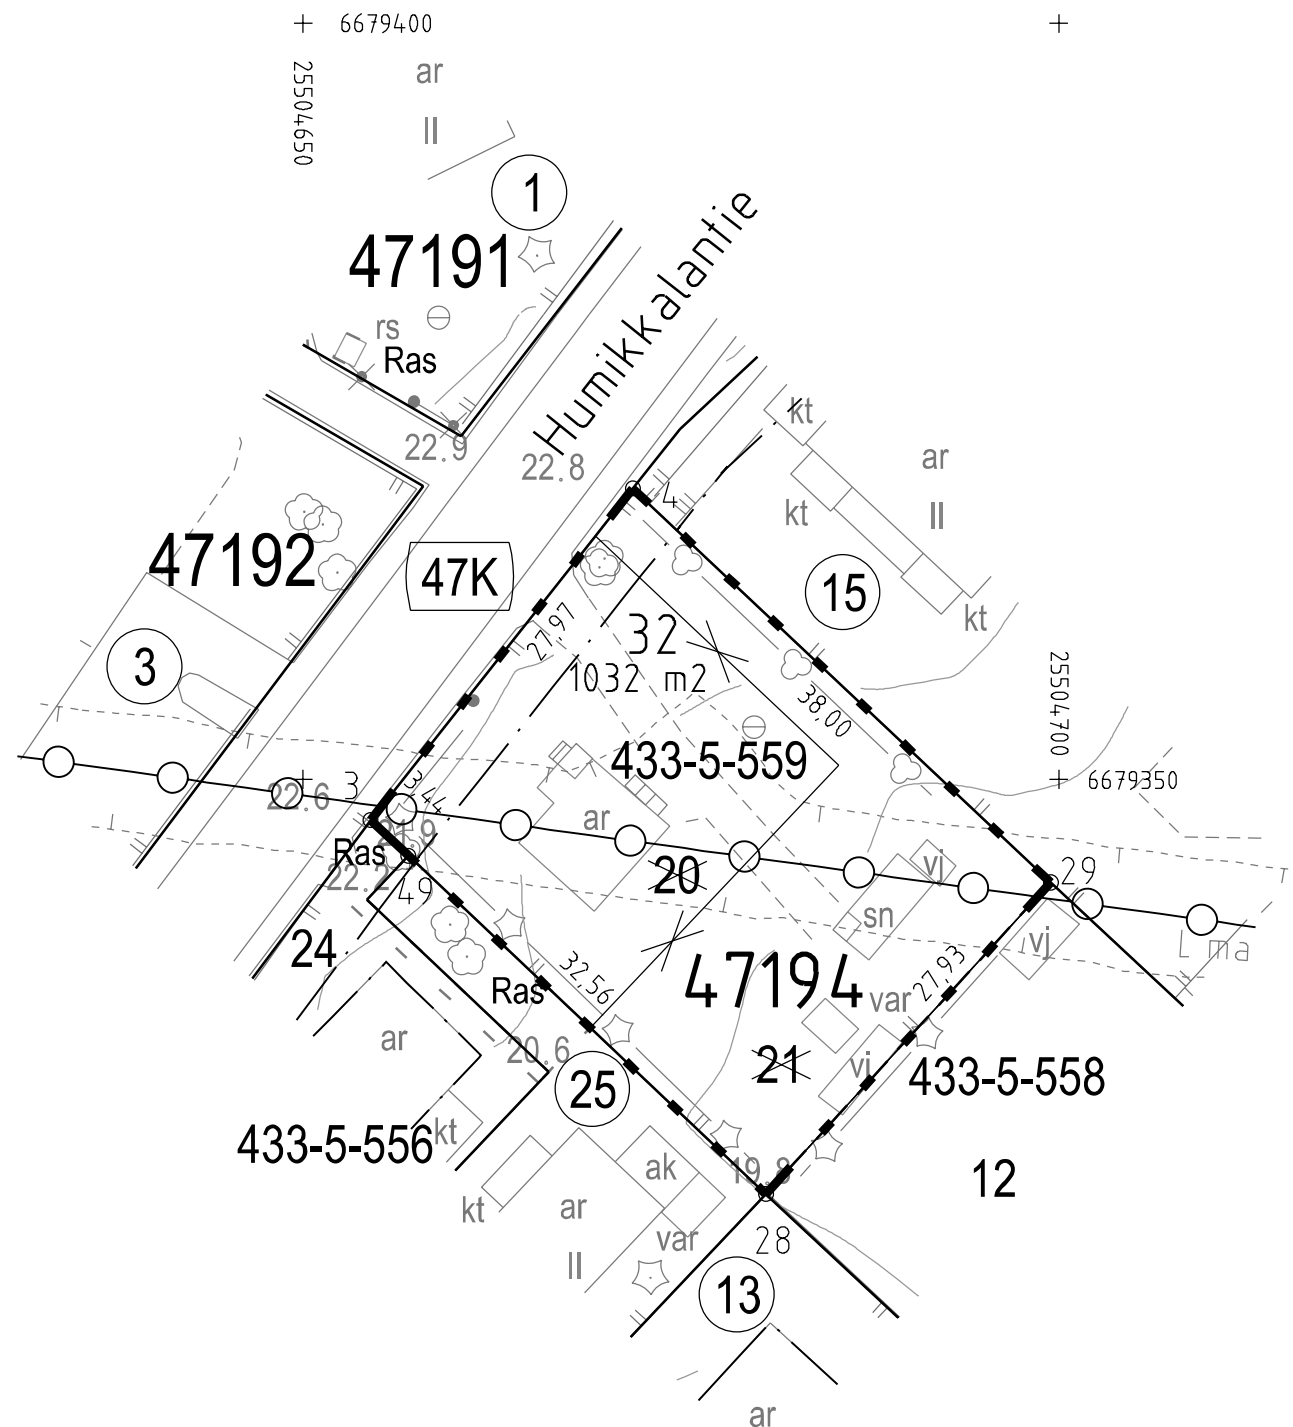 6679400
25504650
ar
II
1
47191
Humikkalantie
rs
Ras
22.9
22.8
kt
ar
II
kt
4
47192
47K
15
kt
32
1032 m2
27,97
3
25504700
38,00
433-5-559
6679350
22.6
3
3,44
ar
21.9
Ras
22.2
20
vj
29
49
sn
24
vj
L ma
32,56
47194
27,93
Ras
var
ar
20.6
21
vj
433-5-558
25
433-5-556
kt
ak
19.8
12
kt
ar
II
var
28
13
ar